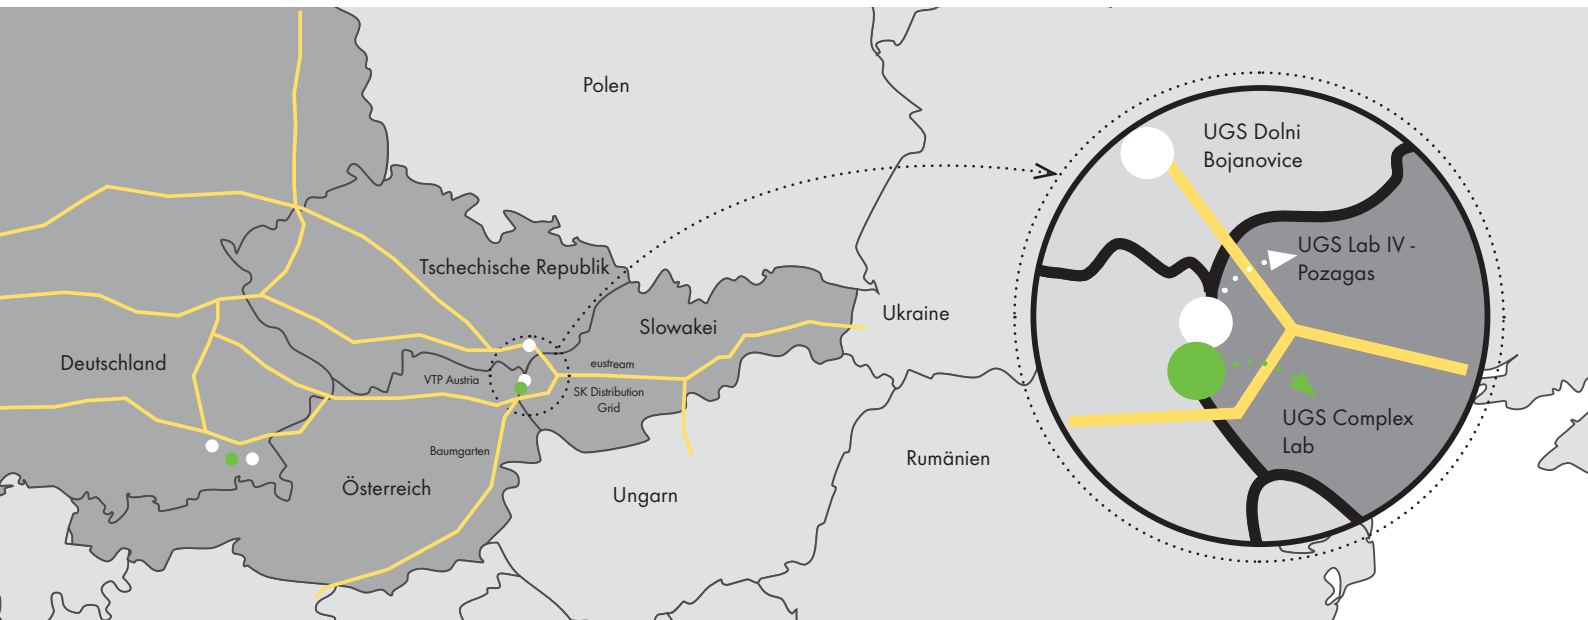 Polen
UGS Dolni
Bojanovice
UGS Lab IV -
Pozagas
Tschechische Republik
Slowakei
Ukraine
Deutschland
eustream
VTP Austria
SK Distribution
Grid
UGS Complex
Lab
Baumgarten
Rumänien
Österreich
Ungarn